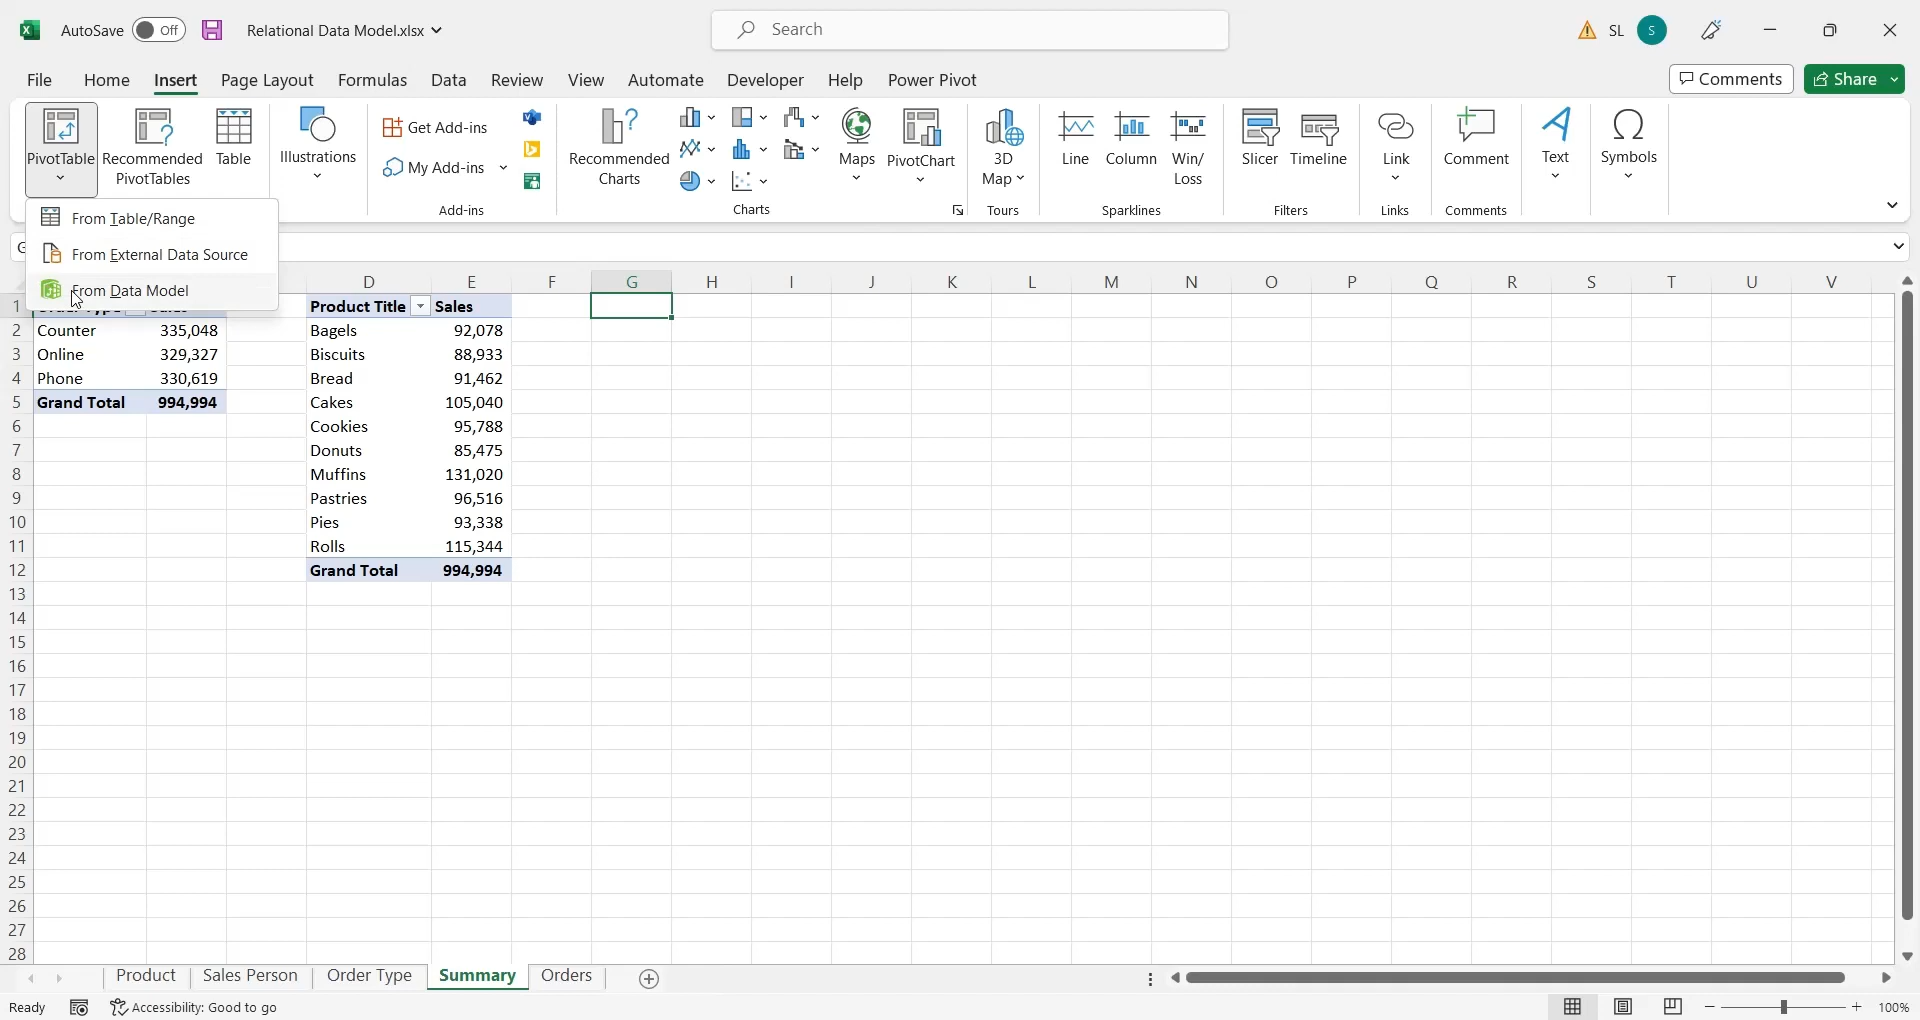 AutoSave Off Relational Data Model.xlsx Search SL S
File Home Insert Page Layout Formulas Data Review View Automate Developer Help Power Pivot Comments Share
PivotTable Recommended PivotTables Table Illustrations Get Add-ins My Add-ins Recommended Charts Maps PivotChart 3D Map Line Column Win/Loss Slicer Timeline Link Comment Text Symbols
Add-ins Charts Tours Sparklines Filters Links Comments
From Table/Range
From External Data Source
From Data Model
D E F G H I J K L M N O P Q R S T U V
1 Product Title Sales
2 Counter 335,048 Bagels 92,078
3 Online 329,327 Biscuits 88,933
4 Phone 330,619 Bread 91,462
5 Grand Total 994,994 Cakes 105,040
6 Cookies 95,788
7 Donuts 85,475
8 Muffins 131,020
9 Pastries 96,516
10 Pies 93,338
11 Rolls 115,344
12 Grand Total 994,994
13
14
15
16
17
18
19
20
21
22
23
24
25
26
27
28
Product Sales Person Order Type Summary Orders
Ready Accessibility: Good to go 100%